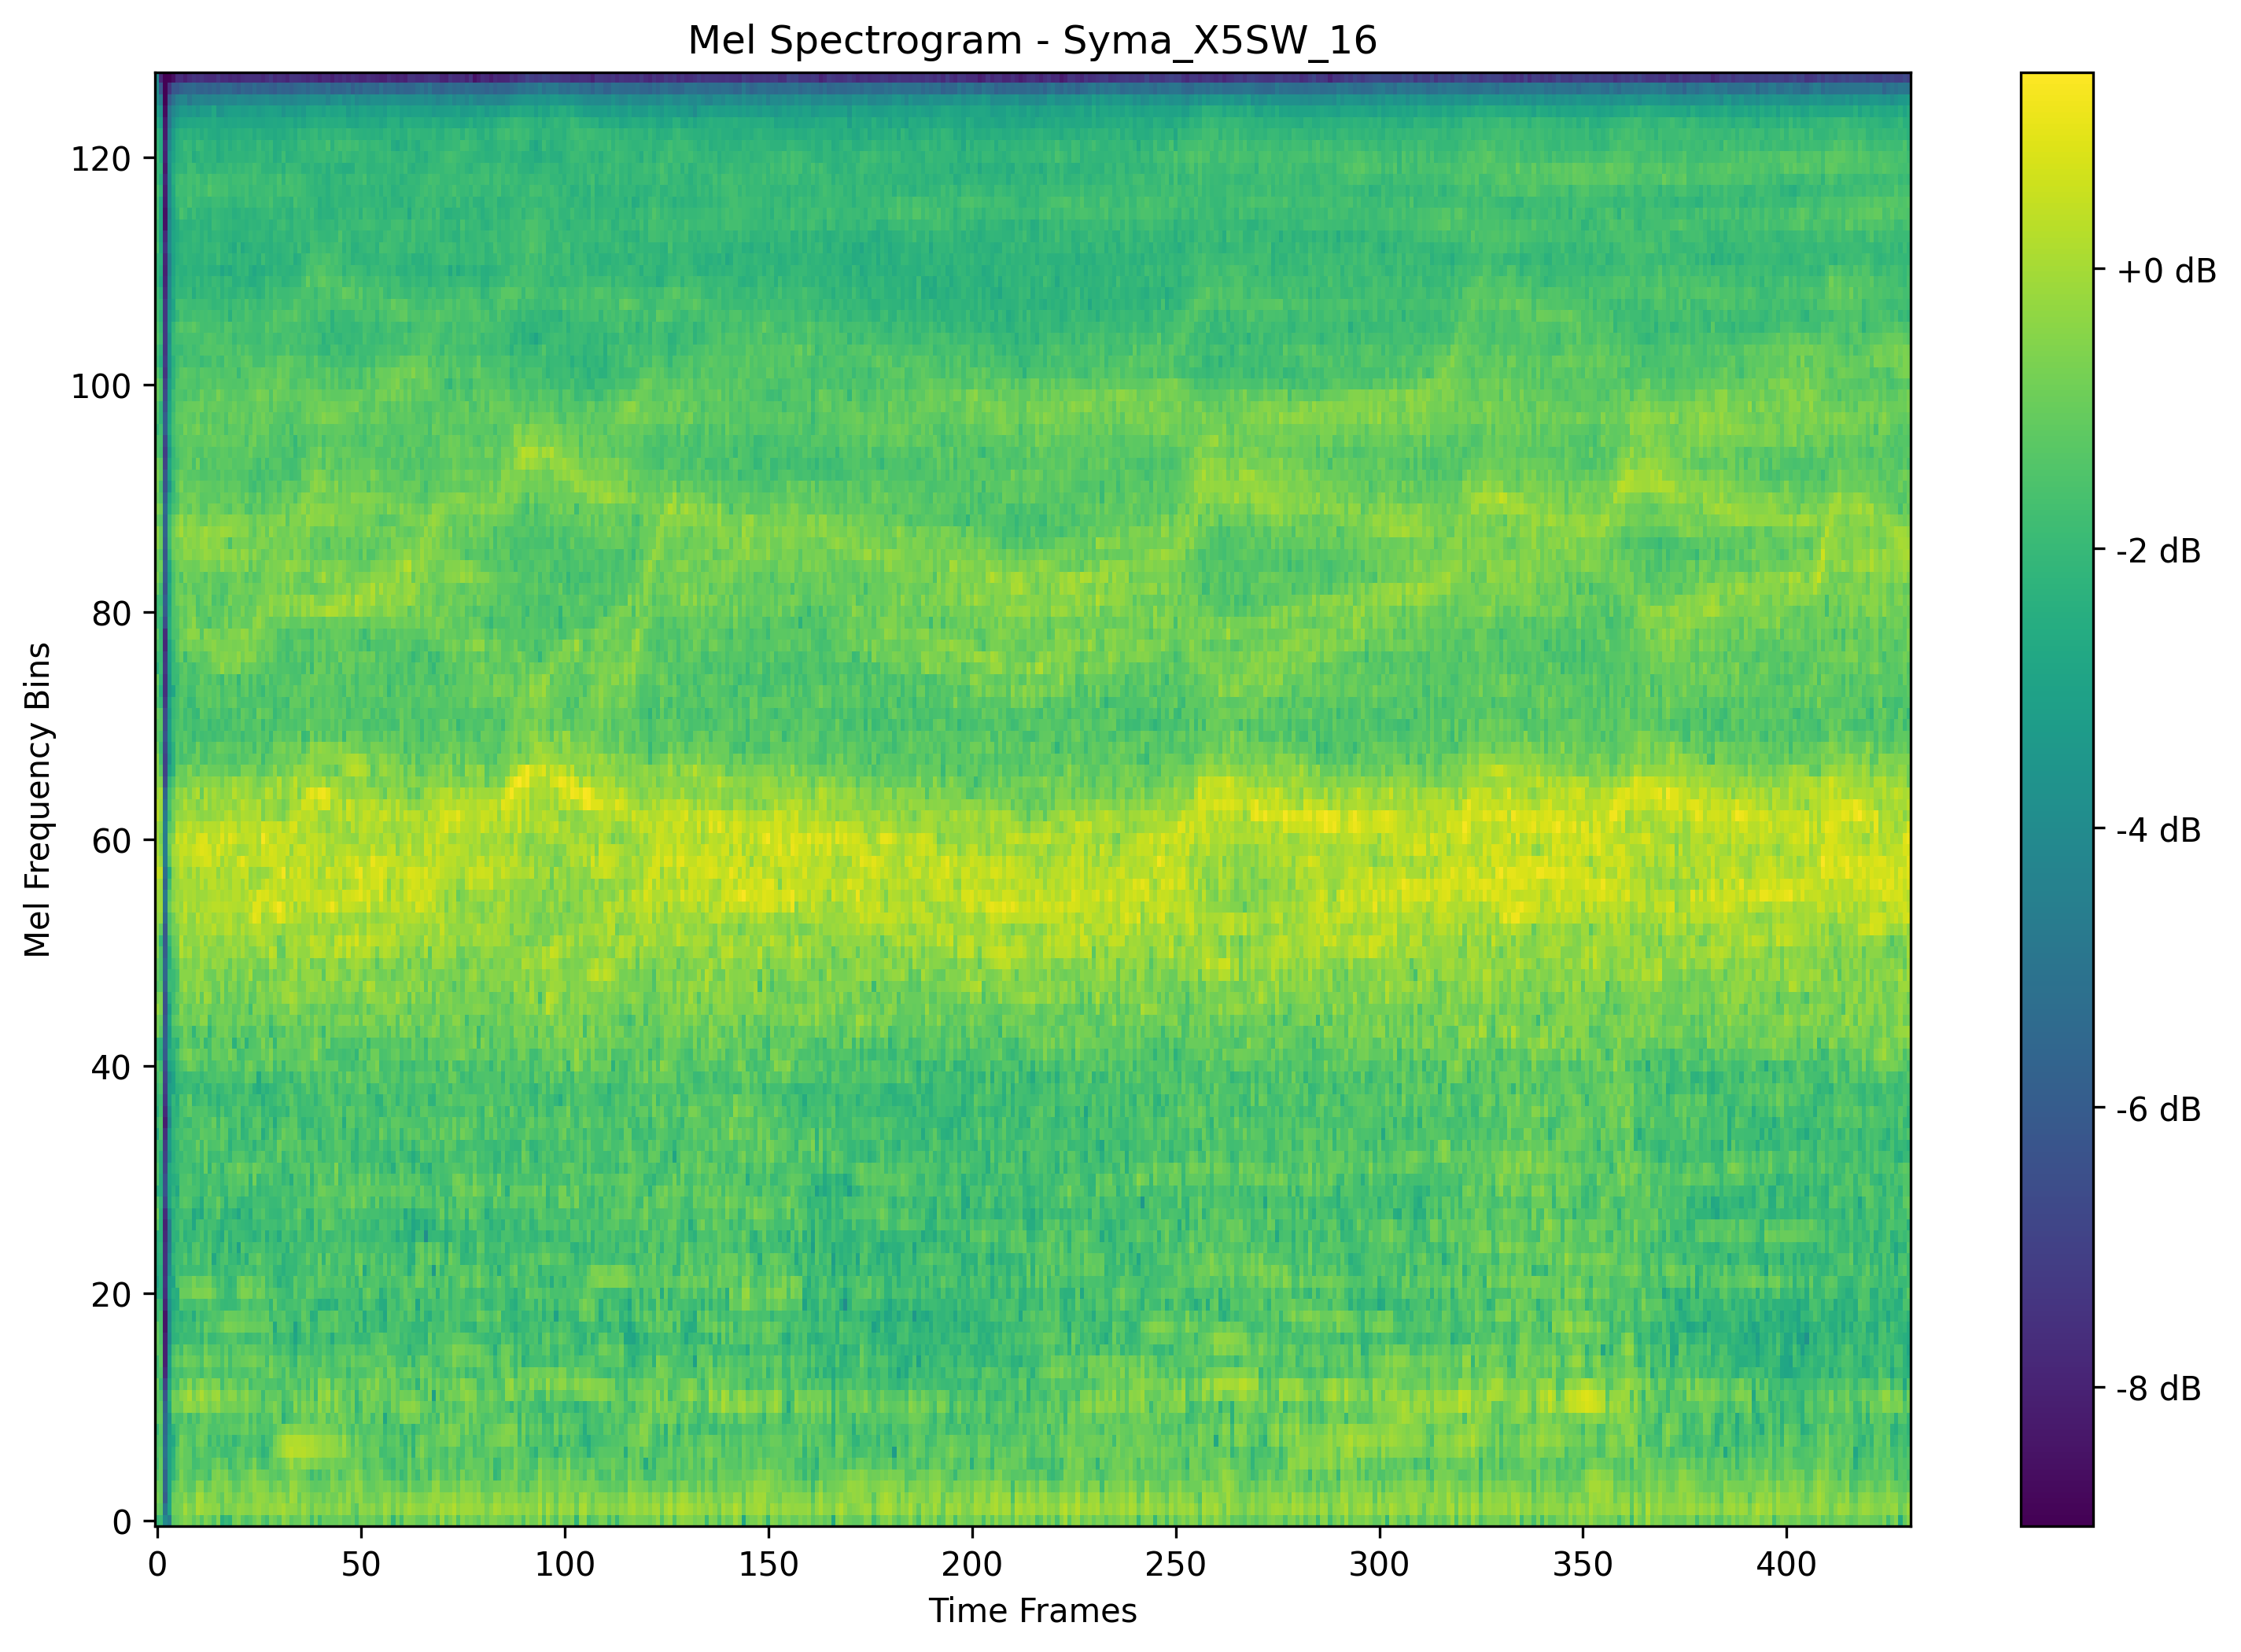 Mel Spectrogram - Syma_X5SW_16
120
100
80
60
40
20
0
Mel Frequency Bins
0 50 100 150 200 250 300 350 400
Time Frames
+0 dB
-2 dB
-4 dB
-6 dB
-8 dB